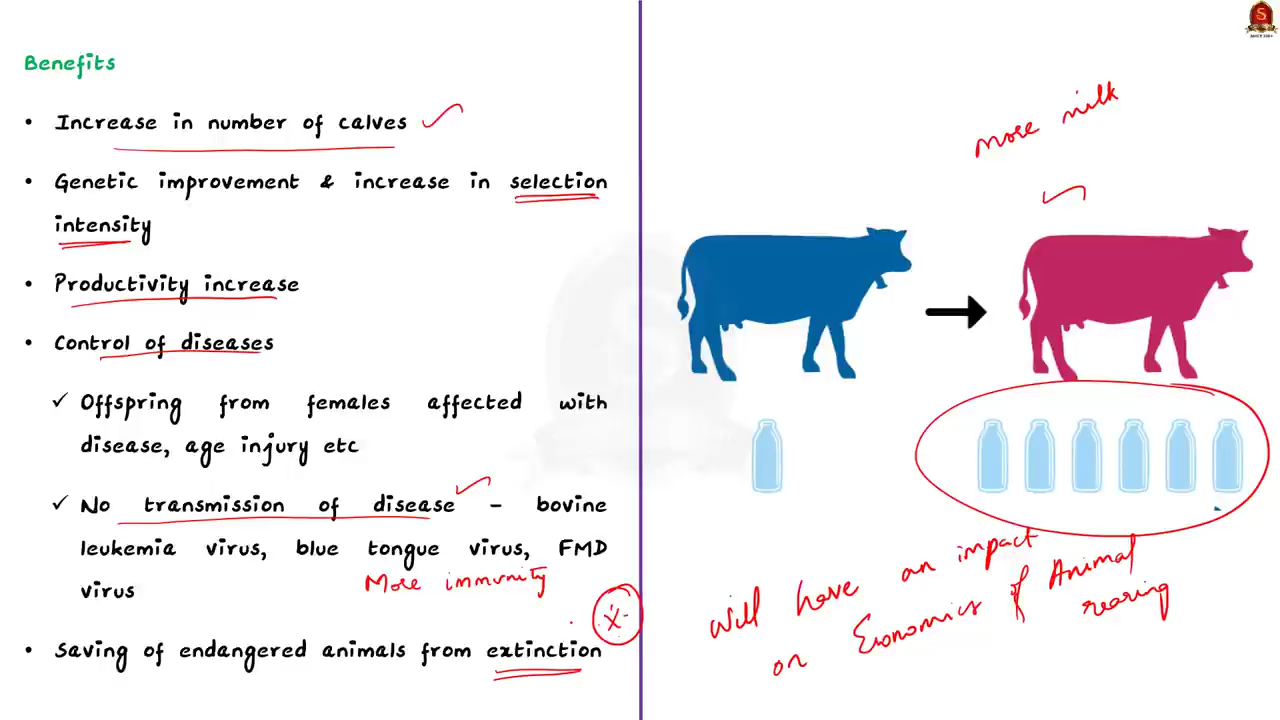 Benefits
• Increase in number of calves
• Genetic improvement & increase in selection
intensity
• Productivity increase
• Control of diseases
✓ Offspring from females affected with
disease, age injury etc
✓ No transmission of disease – bovine
leukemia virus, blue tongue virus, FMD
virus
More immunity
X
• Saving of endangered animals from extinction
more milk
Will have an impact
on Economics of Animal
rearing
S